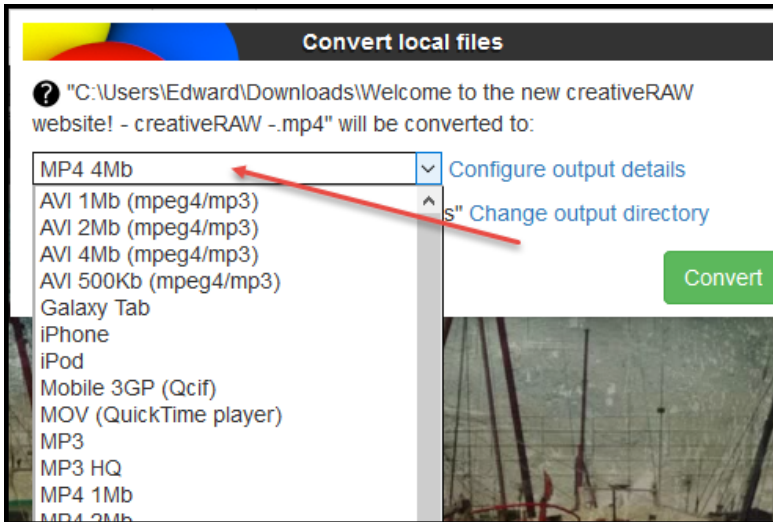 Convert local files
"C:\Users\Edward\Downloads\Welcome to the new creativeRAW
website! - creativeRAW -.mp4" will be converted to:
MP4 4Mb
Configure output details
AVI 1Mb (mpeg4/mp3)
s" Change output directory
AVI 2Mb (mpeg4/mp3)
AVI 4Mb (mpeg4/mp3)
AVI 500Kb (mpeg4/mp3)
Convert
Galaxy Tab
iPhone
iPod
Mobile 3GP (Qcif)
MOV (QuickTime player)
MP3
MP3 HQ
MP4 1Mb
MP4 2Mb